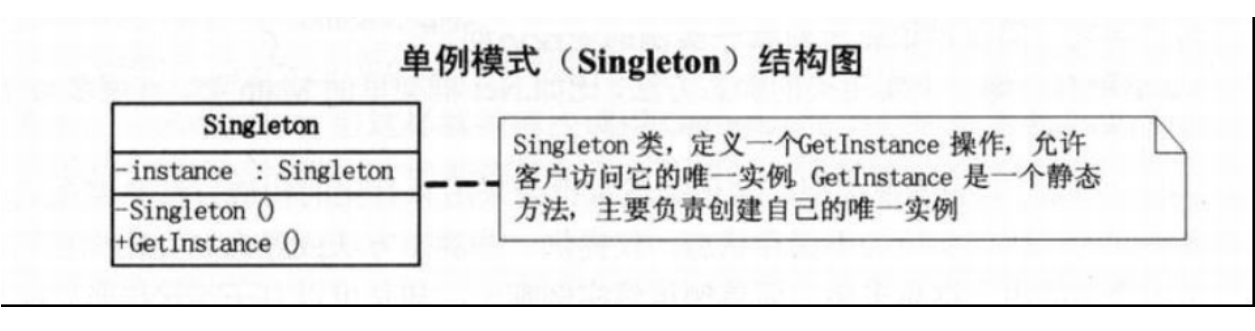 单例模式（Singleton）结构图
Singleton
-instance : Singleton
-Singleton()
+GetInstance()
Singleton 类，定义一个GetInstance 操作，允许
客户访问它的唯一实例。GetInstance 是一个静态
方法，主要负责创建自己的唯一实例